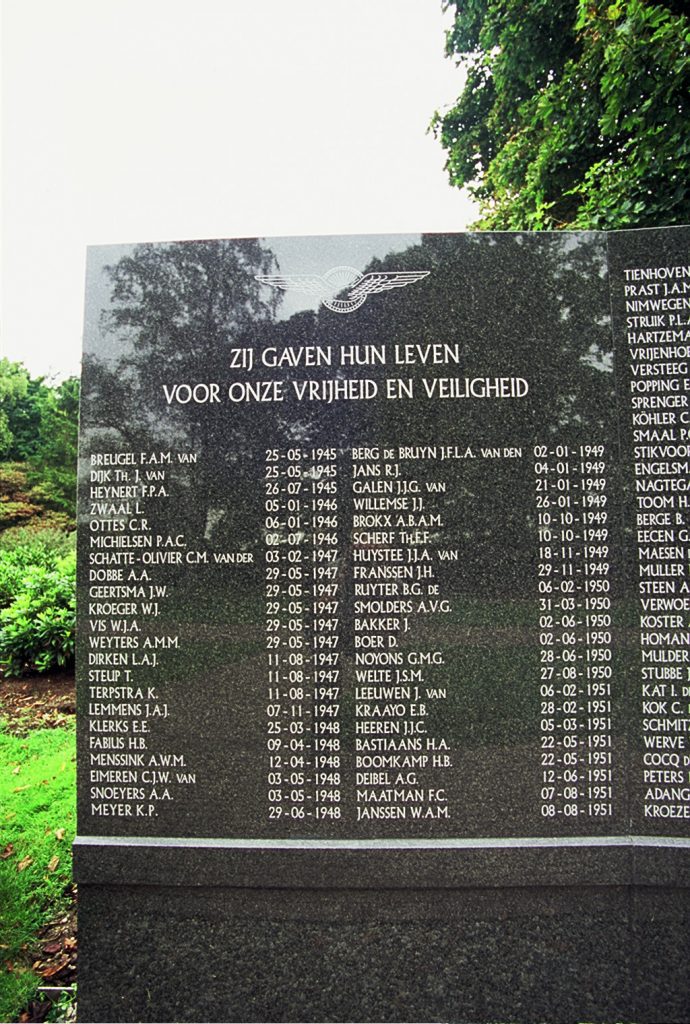 ZIJ GAVEN HUN LEVEN
VOOR ONZE VRIJHEID EN VEILIGHEID
BREUGEL F.A.M. VAN 25-05-1945
DIJK TH. J. VAN 25-05-1945
HEYNERT F.P.A. 26-07-1945
ZWAAL L. 05-01-1946
OTTES C.R. 06-01-1946
MICHIELSEN P.A.C. 02-07-1946
SCHATTE-OLIVIER C.M. VAN DER 03-02-1947
DOBBE A.A. 29-05-1947
GEERTSMA J.W. 29-05-1947
KROEGER W.J. 29-05-1947
VIS W.J.A. 29-05-1947
WEYTERS A.M.M. 29-05-1947
DIRKEN L.A.J. 11-08-1947
STEUP T. 11-08-1947
TERPSTRA K. 11-08-1947
LEMMENS J.A.J. 07-11-1947
KLERKS E.E. 25-03-1948
FABIUS H.B. 09-04-1948
MENSSINK A.W.M. 12-04-1948
EIMEREN C.J.W. VAN 03-05-1948
SNOEYERS A.A. 03-05-1948
MEYER K.P. 29-06-1948
BERG DE BRUYN J.F.L.A. VAN DEN 02-01-1949
JANS R.J. 04-01-1949
GALEN J.J.G. VAN 21-01-1949
WILLEMSE J.J. 26-01-1949
BROKX A.B.A.M. 10-10-1949
SCHERF TH.E.F. 10-10-1949
HUYSTEE J.J.A. VAN 18-11-1949
FRANSSEN J.H. 29-11-1949
RUYTER B.G. DE 06-02-1950
SMOLDERS A.V.G. 31-03-1950
BAKKER J. 02-06-1950
BOER D. 02-06-1950
NOYONS G.M.G. 28-06-1950
WELTE J.S.M. 27-08-1950
LEEUWEN J. VAN 06-02-1951
KRAAYO E.B. 28-02-1951
HEEREN J.J.C. 05-03-1951
BASTIAANS H.A. 22-05-1951
BOOMKAMP H.B. 22-05-1951
DEIBEL A.G. 12-06-1951
MAATMAN F.C. 07-08-1951
JANSSEN W.A.M. 08-08-1951
TIENHOVEN
PRAST J.A.M
NIMWEGEN
STRUIK P.L.
HARTZEMA
VRIJENHOE
VERSTEEG
POPPING E
SPRENGER
KÖHLER C
SMAAL P.
STIKVOOR
ENGELSM
NAGTEGA
TOOM H.
BERGE B.
EECEN G.
MAESEN
MULLER
STEEN A
VERWOE
KOSTER
HOMAN
MULDER
STUBBE J
KAT I. D
KOK C.
SCHMIT
WERVE
COCQ D
PETERS
ADANG
KROEZE